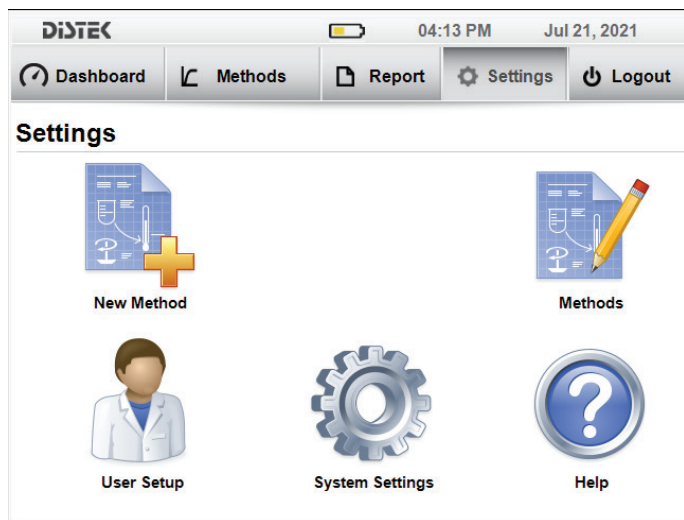 DiSTEK 04:13 PM Jul 21, 2021
Dashboard Methods Report Settings Logout
Settings
New Method Methods
User Setup System Settings Help